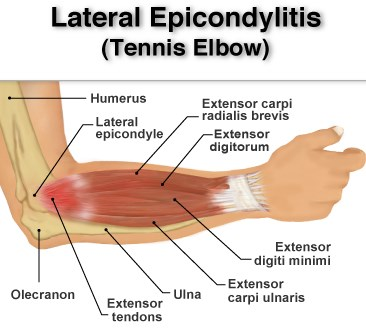 Lateral Epicondylitis
(Tennis Elbow)
Humerus
Lateral
epicondyle
Extensor carpi
radialis brevis
Extensor
digitorum
Extensor
digiti minimi
Extensor
carpi ulnaris
Ulna
Extensor
tendons
Olecranon